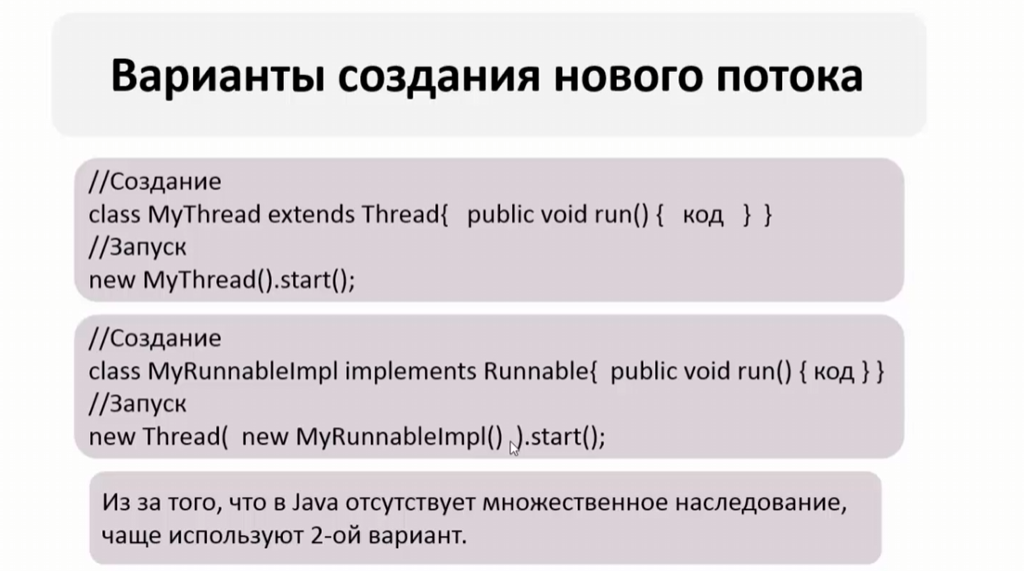 Варианты создания нового потока
//Создание
class MyThread extends Thread{ public void run() { код } }
//Запуск
new MyThread().start();
//Создание
class MyRunnableImpl implements Runnable{ public void run() { код } }
//Запуск
new Thread( new MyRunnableImpl() ).start();
Из за того, что в Java отсутствует множественное наследование,
чаще используют 2-ой вариант.